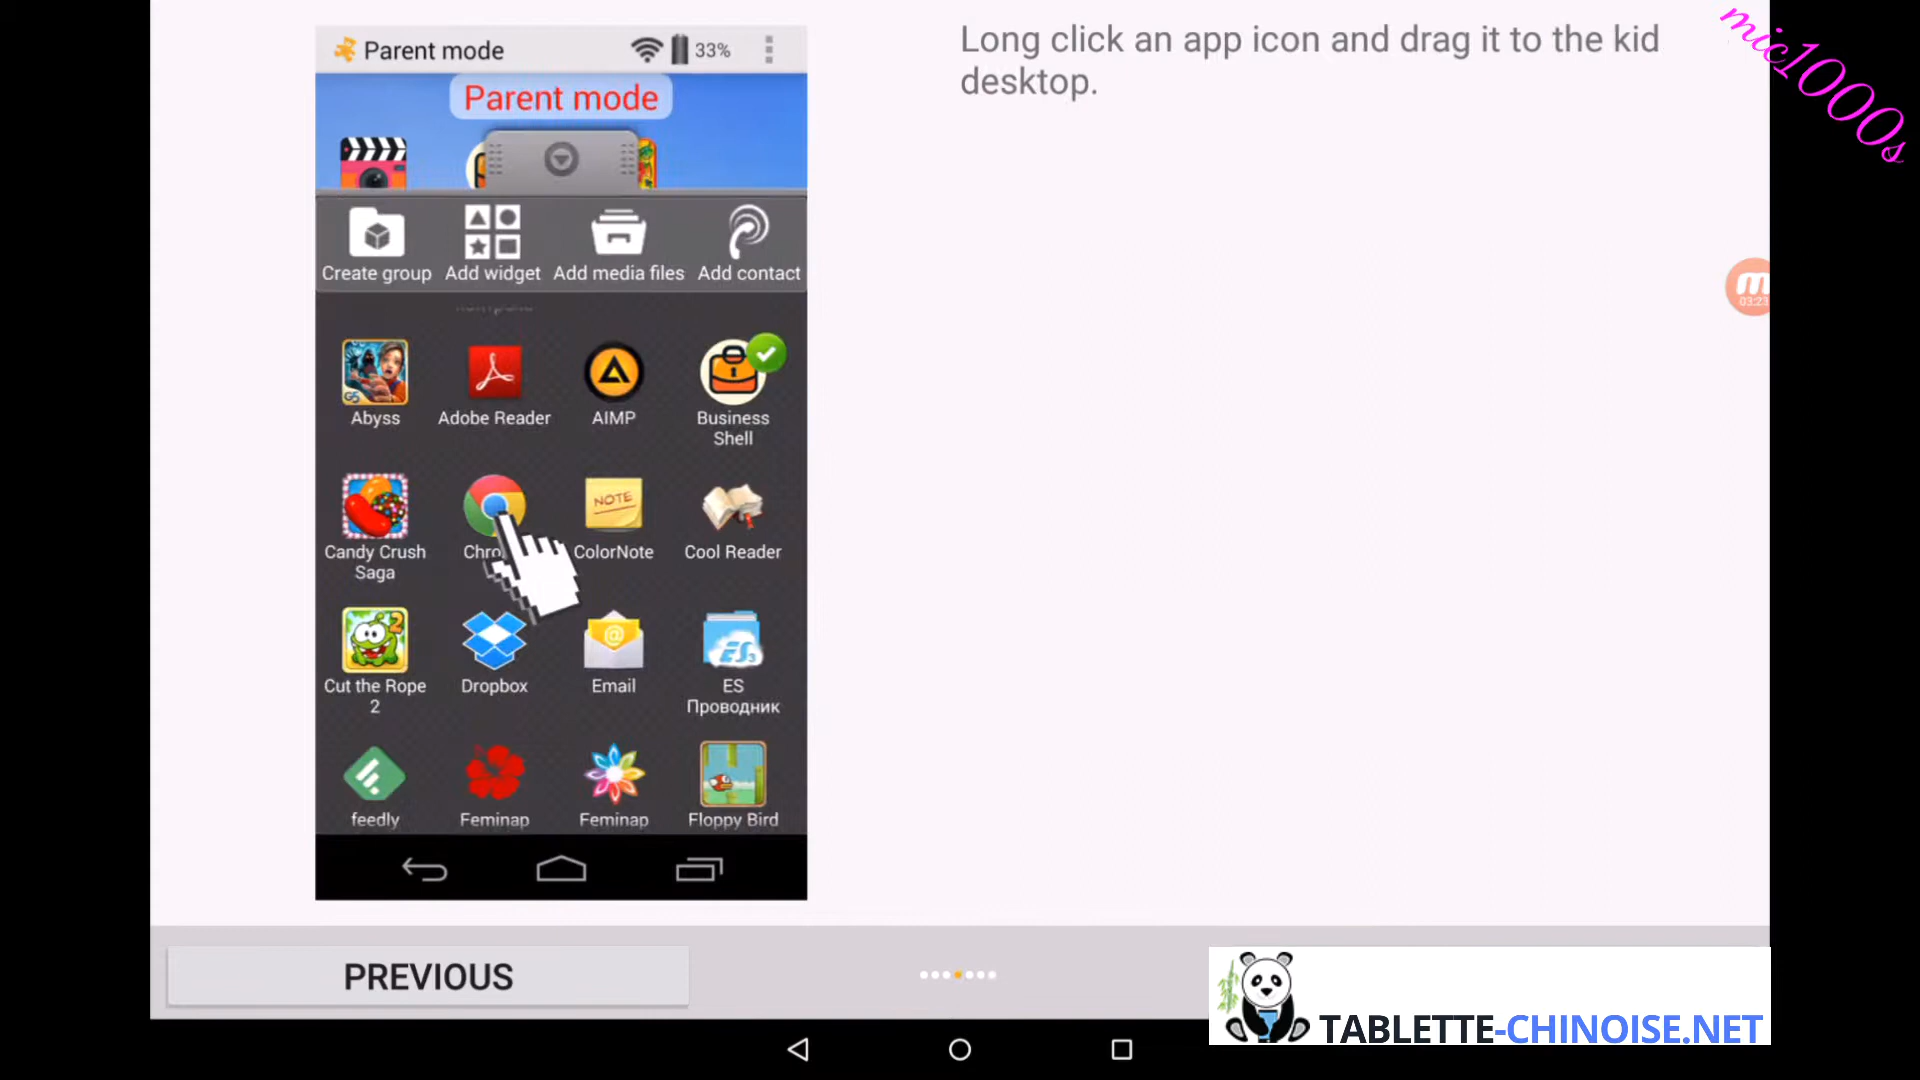 Parent mode
33%
Parent mode
Create group
Add widget
Add media files
Add contact
Abyss
Adobe Reader
AIMP
Business
Shell
Candy Crush
Saga
ColorNote
Cool Reader
NOTE
Cut the Rope
2
Dropbox
Email
ES
Проводник
feedly
Feminap
Feminap
Floppy Bird
Long click an app icon and drag it to the kid
desktop.
mic1000s
03:23
PREVIOUS
TABLETTE-CHINOISE.NET